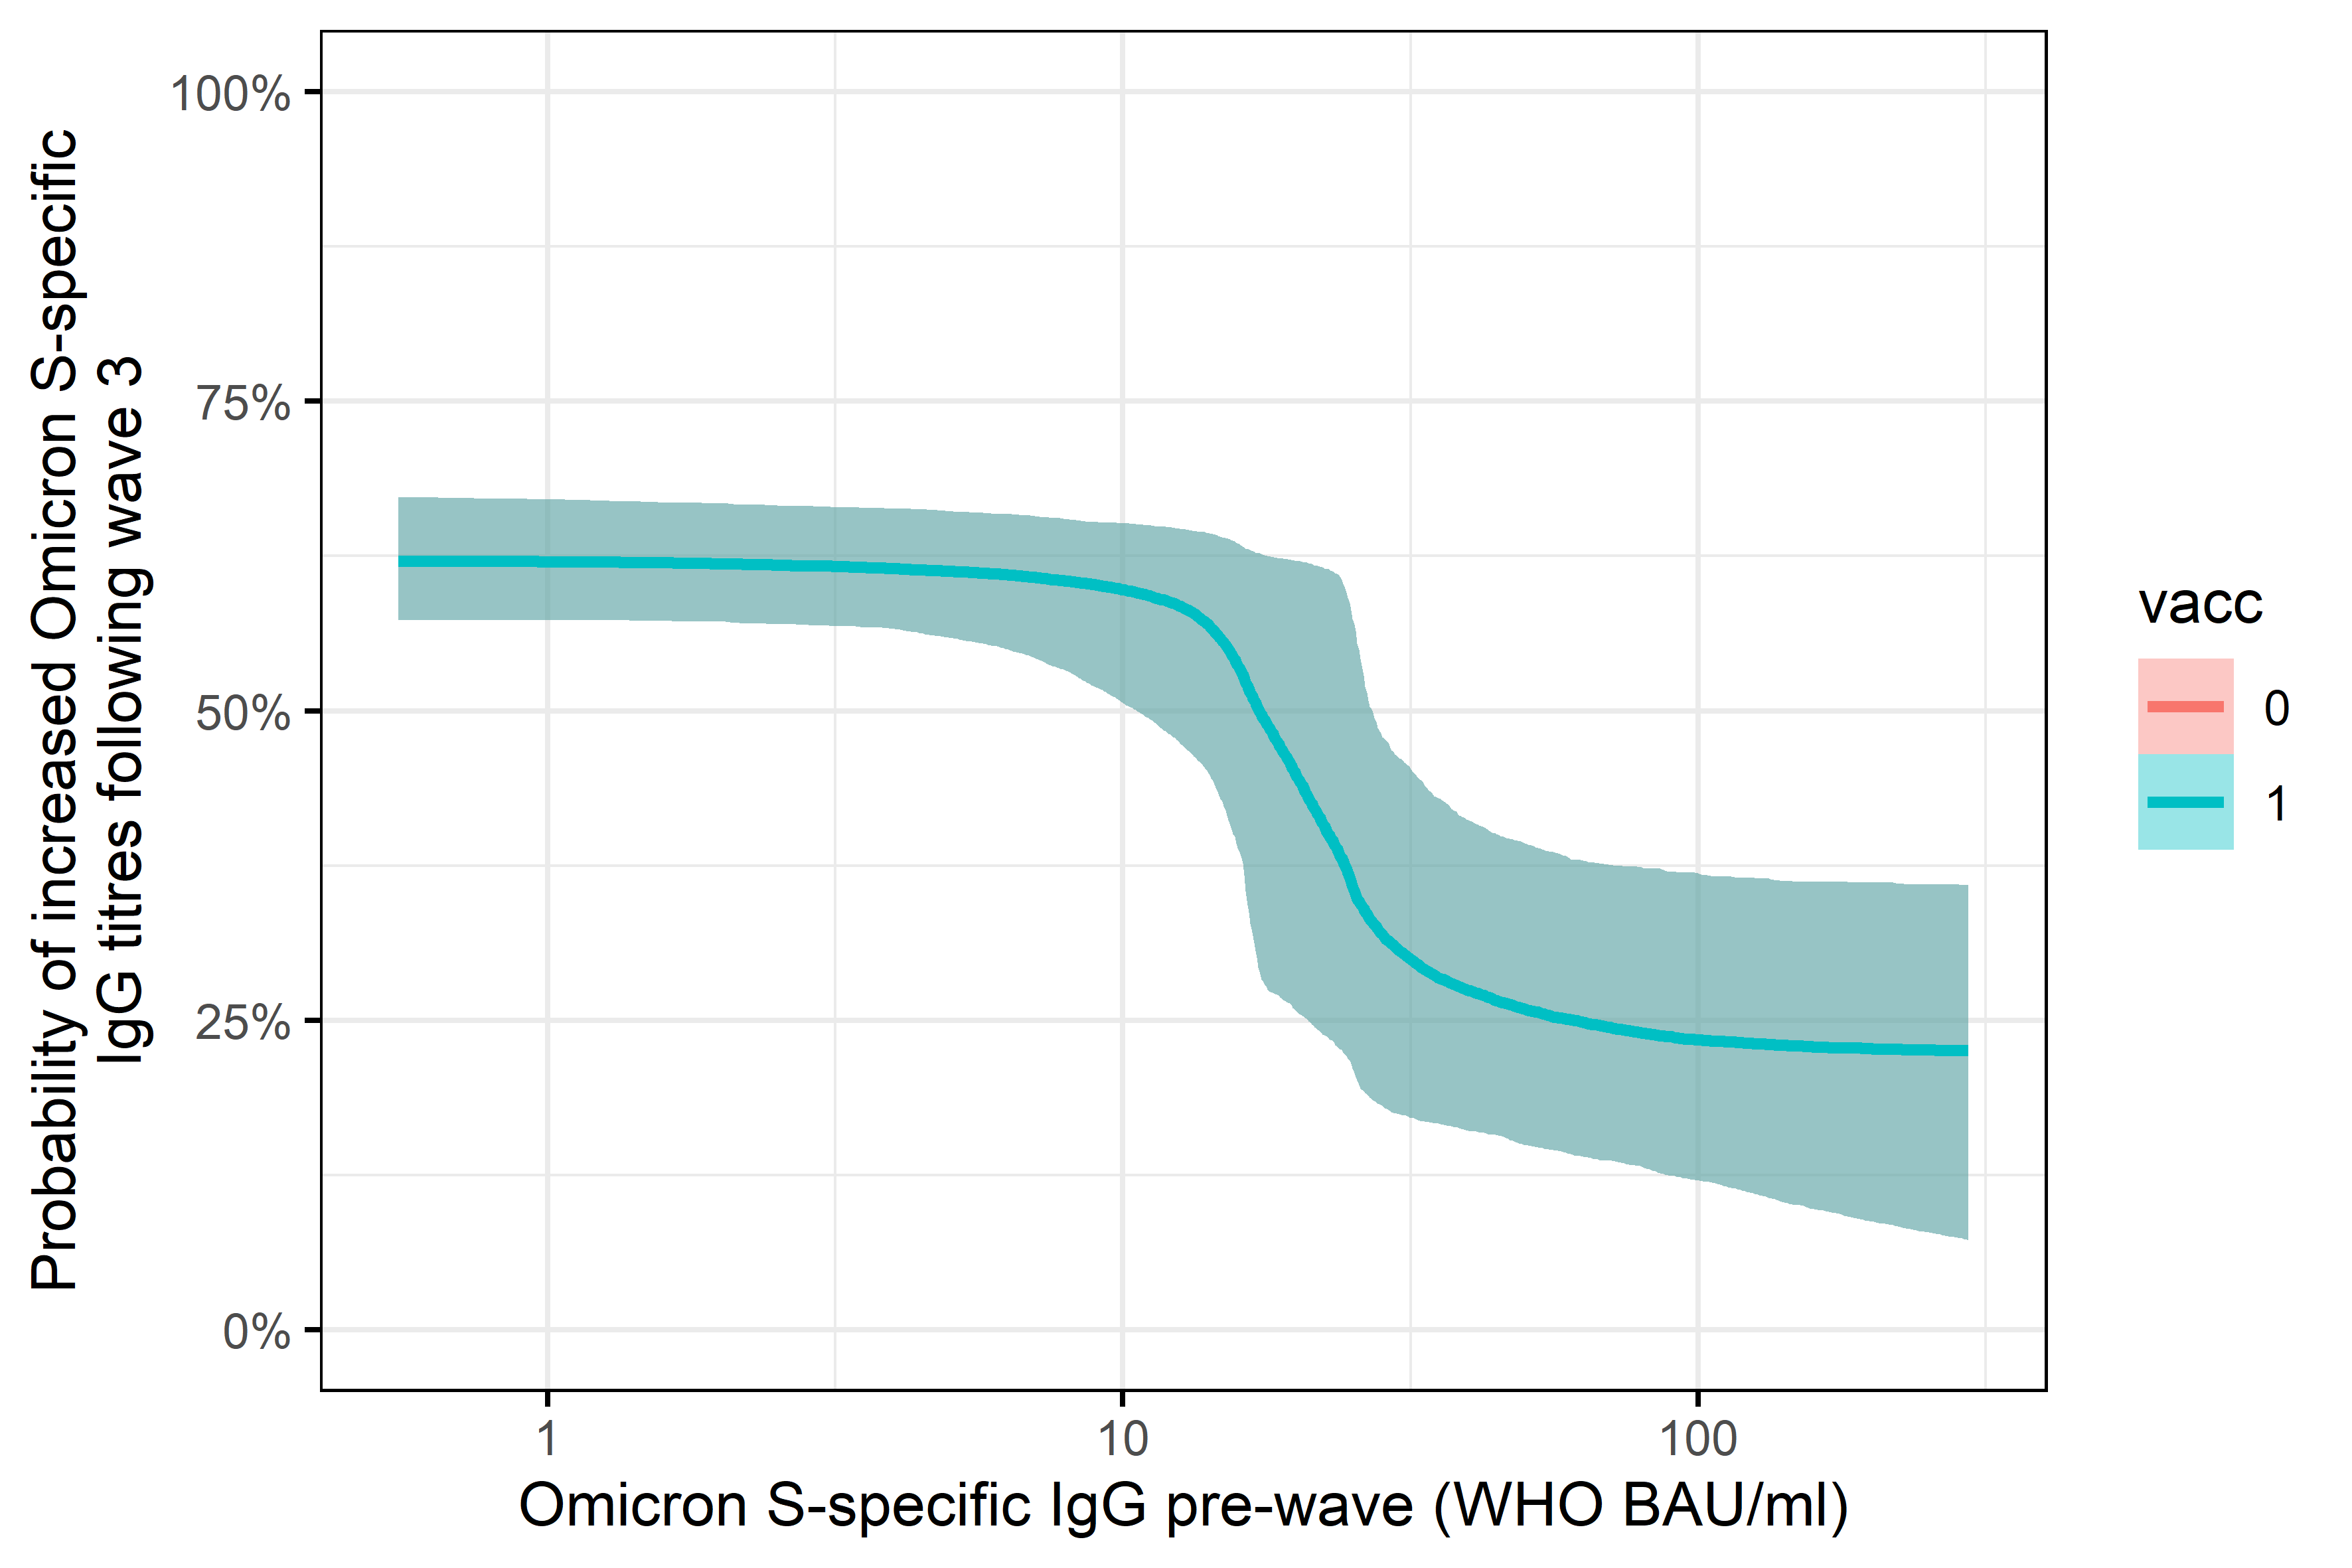 Probability of increased Omicron S-specific
IgG titres following wave 3
100%
75%
50%
25%
0%
1
10
100
Omicron S-specific IgG pre-wave (WHO BAU/ml)
vacc
0
1